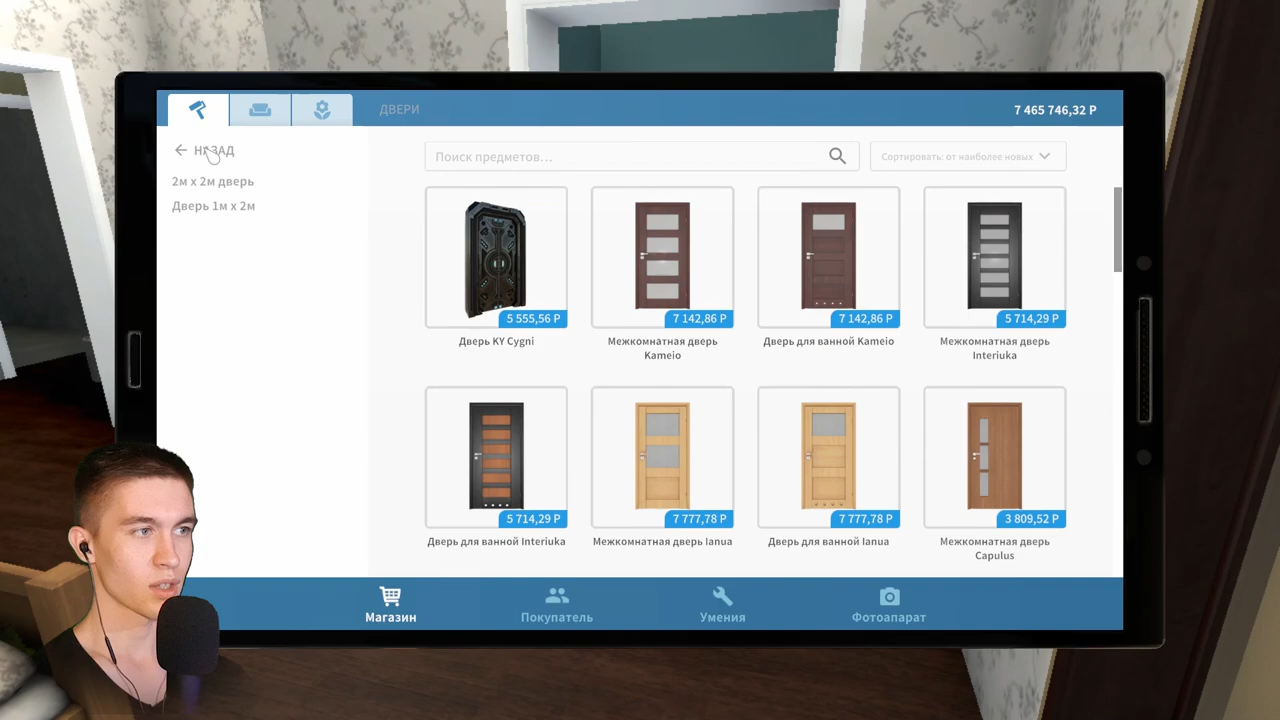 ДВЕРИ
7 465 746,32 Р
НАЗАД
2м x 2м дверь
Дверь 1м x 2м
Поиск предметов...
Сортировать: от наиболее новых
5 555,56 Р
7 142,86 Р
7 142,86 Р
5 714,29 Р
Дверь KY Cygni
Межкомнатная дверь
Kameio
Дверь для ванной Kameio
Межкомнатная дверь
Interiuka
5 714,29 Р
7 777,78 Р
7 777,78 Р
3 809,52 Р
Дверь для ванной Interiuka
Межкомнатная дверь Ianua
Дверь для ванной Ianua
Межкомнатная дверь
Capulus
Магазин
Покупатель
Умения
Фотоаппарат